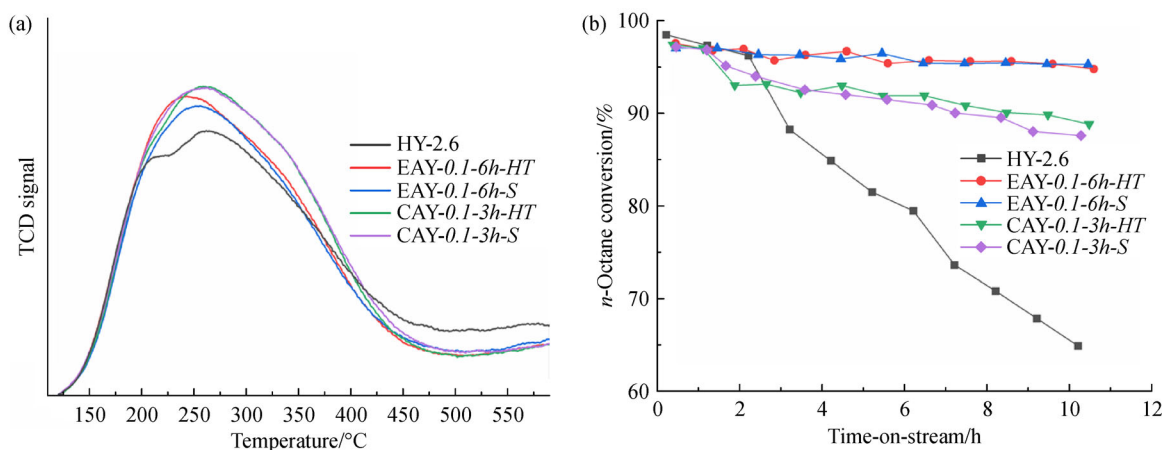 (a)
TCD signal
HY-2.6
EAY-0.1-6h-HT
EAY-0.1-6h-S
CAY-0.1-3h-HT
CAY-0.1-3h-S
150 200 250 300 350 400 450 500 550
Temperature/°C
(b)
n-Octane conversion/%
100
90
80
70
60
HY-2.6
EAY-0.1-6h-HT
EAY-0.1-6h-S
CAY-0.1-3h-HT
CAY-0.1-3h-S
0 2 4 6 8 10 12
Time-on-stream/h